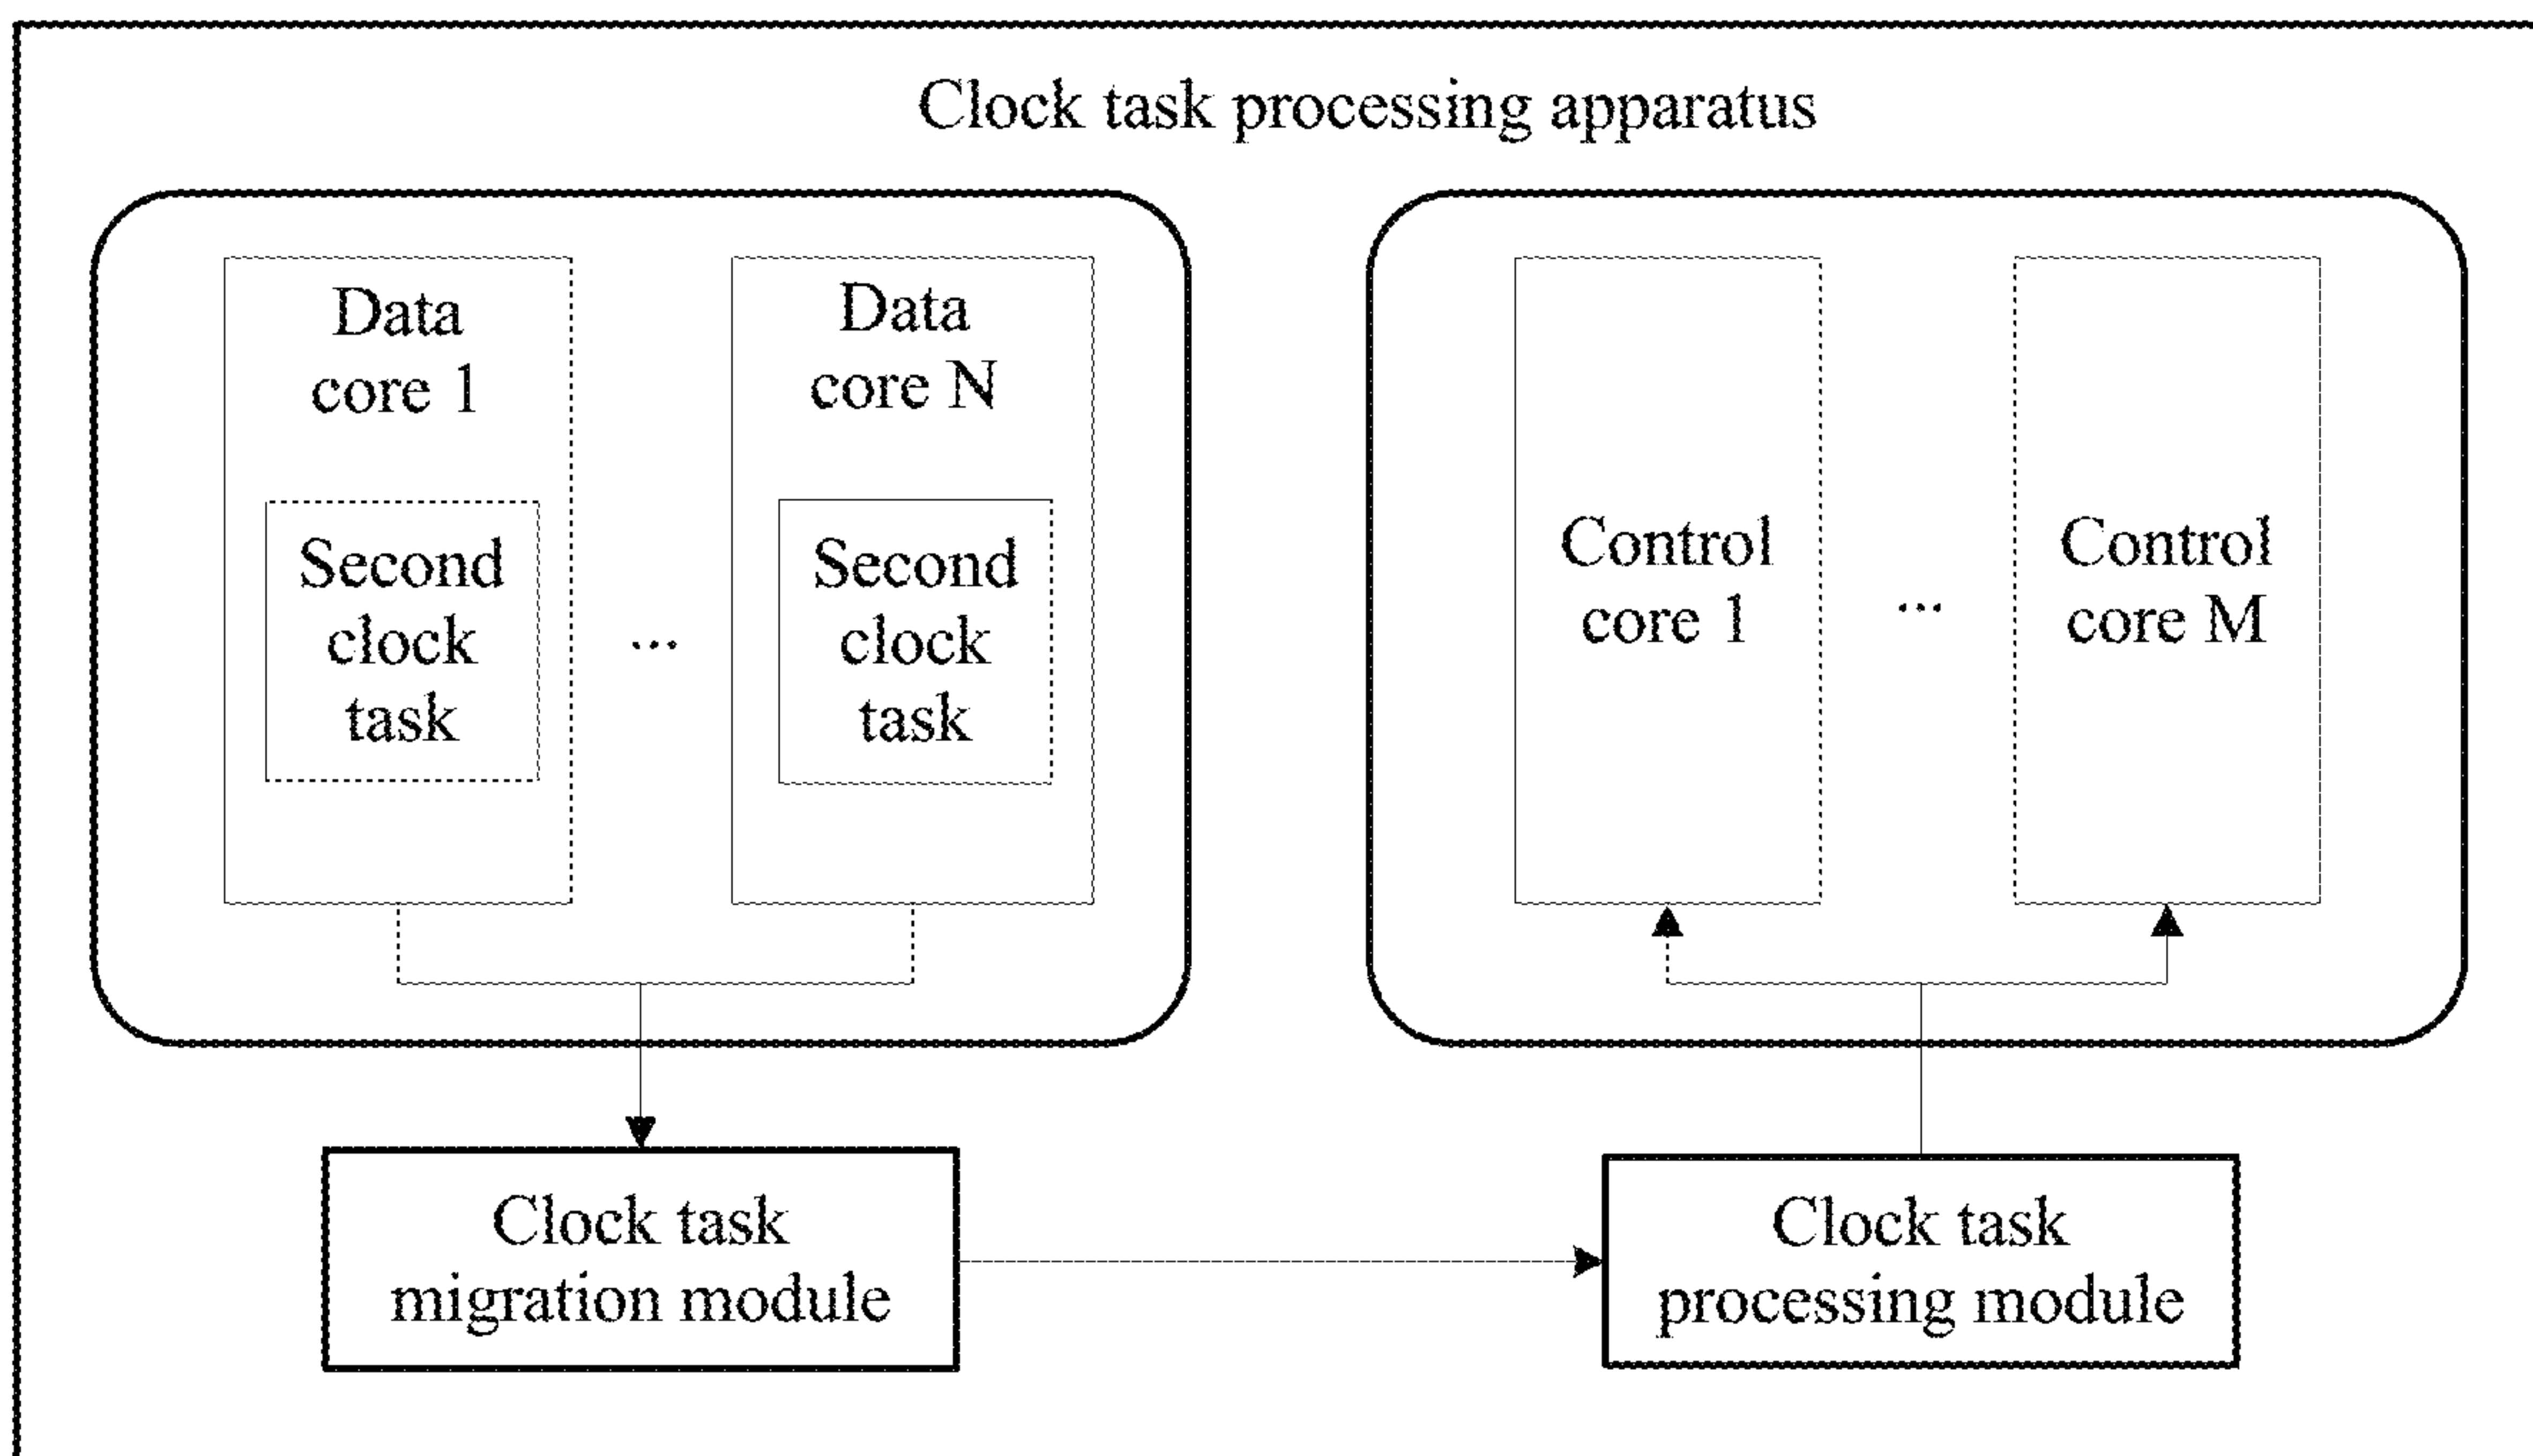 Clock task processing apparatus
Data
core 1
Second
clock
task
...
Data
core N
Second
clock
task
Control
core 1
...
Control
core M
Clock task
migration module
Clock task
processing module